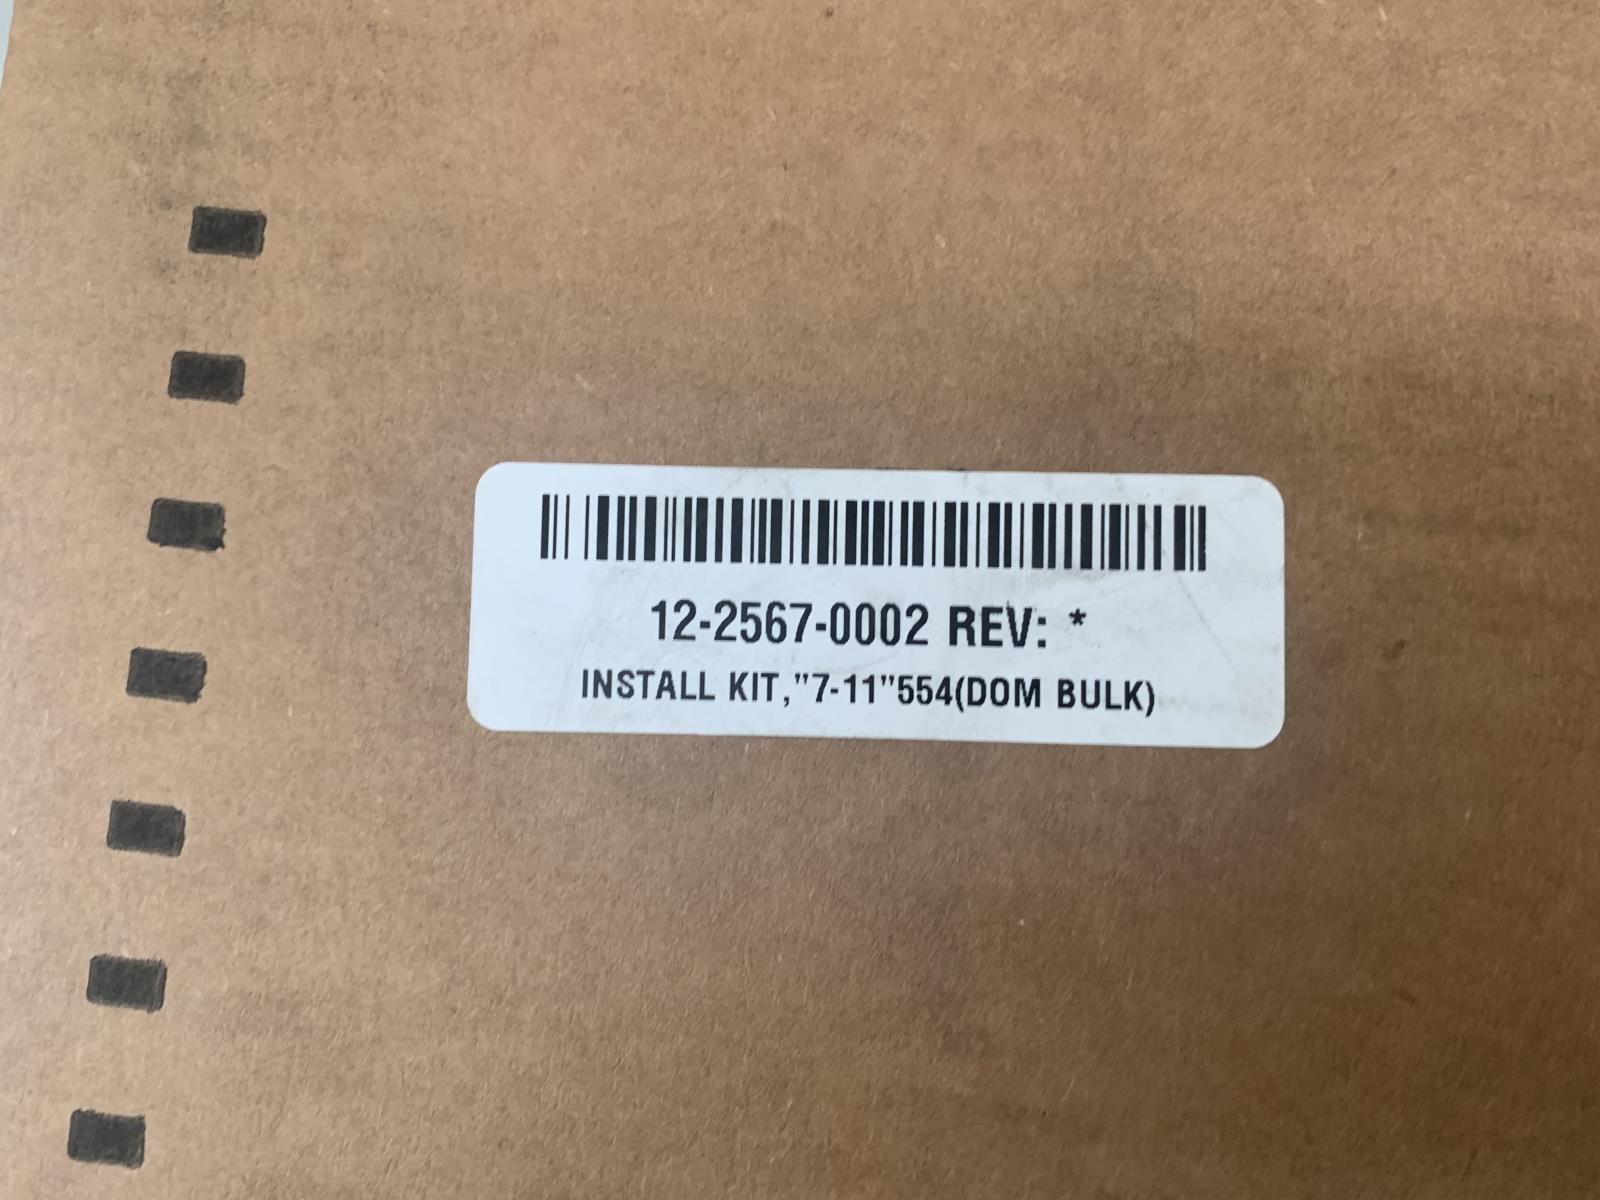 12-2567-0002 REV: *
INSTALL KIT,"7-11"554(DOM BULK)